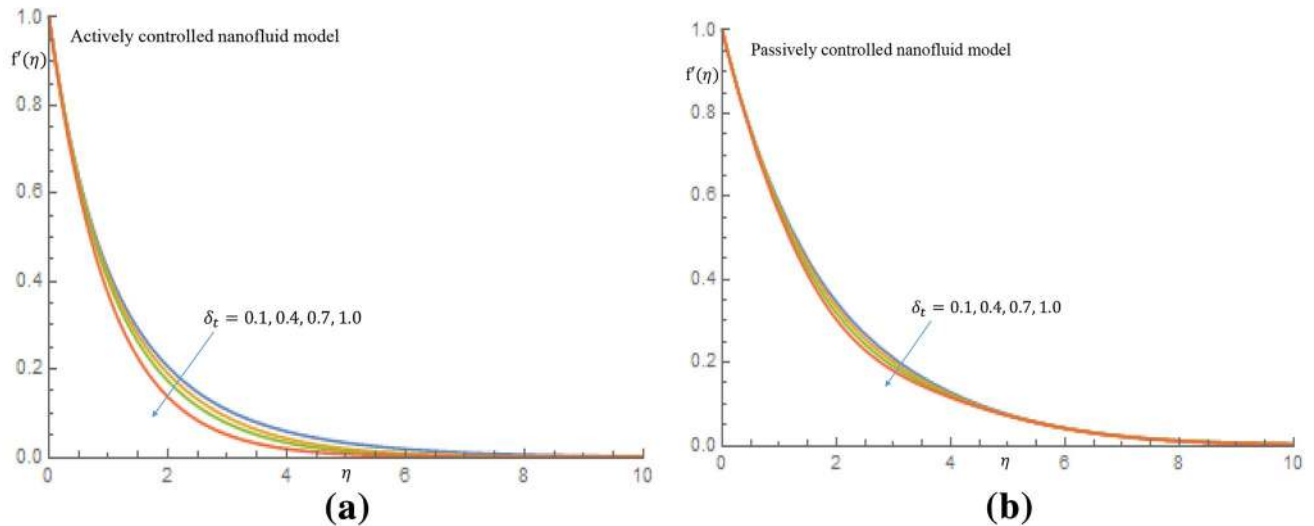 1.0
Actively controlled nanofluid model
f′(η)
0.8
0.6
0.4
δₜ = 0.1, 0.4, 0.7, 1.0
0.2
0.0
0 2 4 η 6 8 10
(a)
1.0
Passively controlled nanofluid model
f′(η)
0.8
0.6
0.4
δₜ = 0.1, 0.4, 0.7, 1.0
0.2
0.0
0 2 4 η 6 8 10
(b)